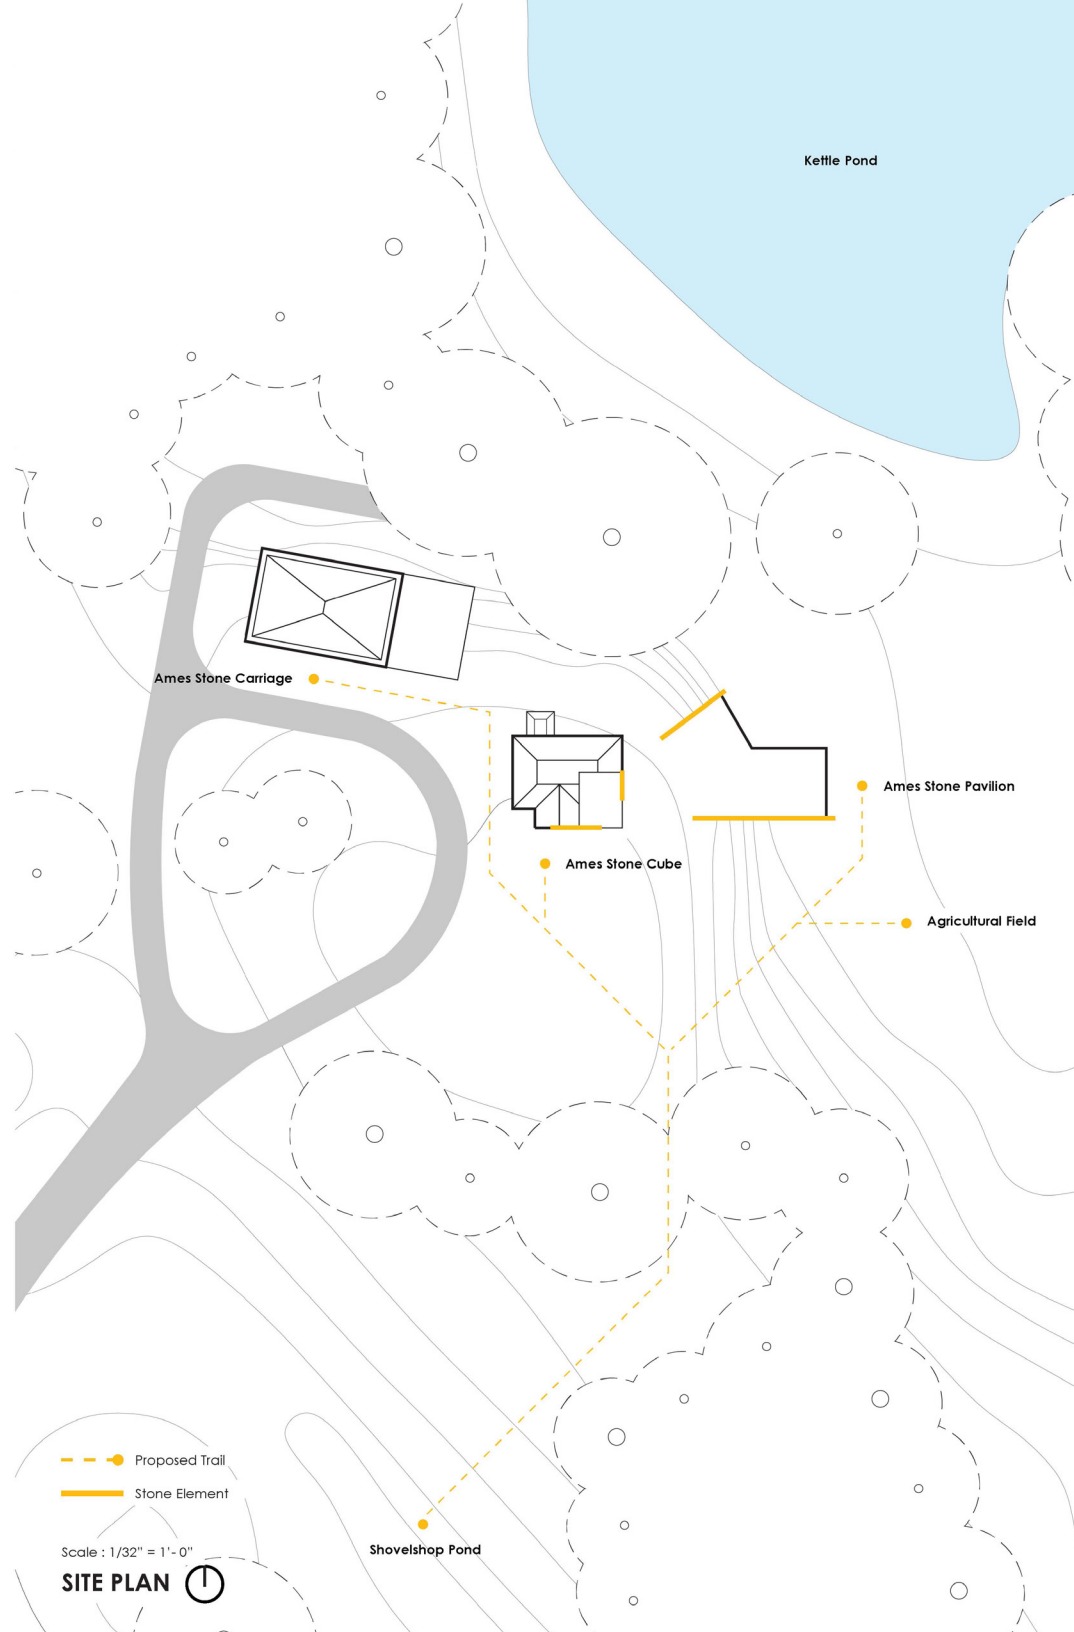 Kettle Pond
Ames Stone Carriage
Ames Stone Pavilion
Ames Stone Cube
Agricultural Field
Proposed Trail
Stone Element
Shovelshop Pond
Scale : 1/32" = 1'- 0"
SITE PLAN